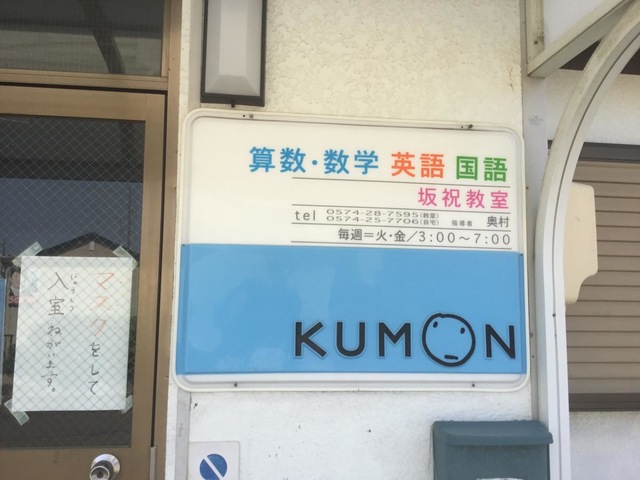 算数・数学 英語 国語
坂祝教室
tel 0574-28-7595(教室)
0574-25-7706(自宅) 指導者 奥村
毎週=火・金/3:00〜7:00
KUMON
マスクをして
入室ねがいます。
にゅうしつ